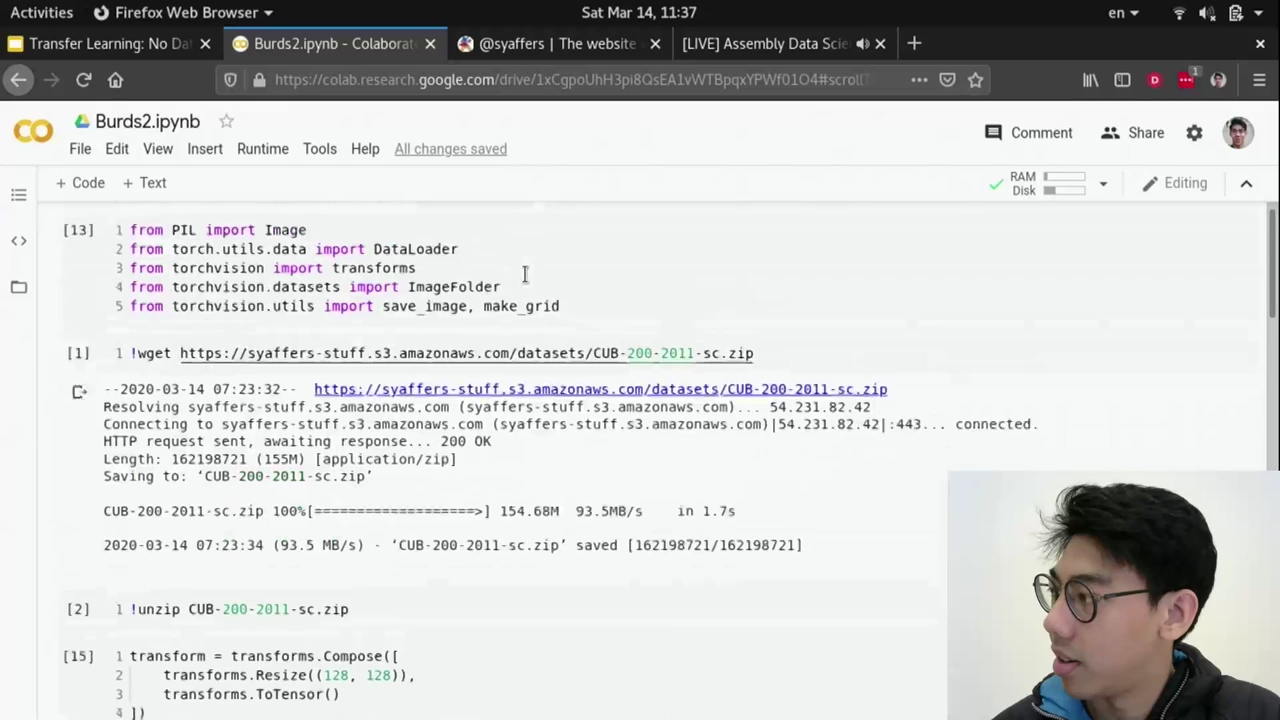 Activities Firefox Web Browser Sat Mar 14, 11:37 en
Transfer Learning: No Da Burds2.ipynb - Colaborat @syaffers | The website [LIVE] Assembly Data Scie
https://colab.research.google.com/drive/1xCgpoUhH3pi8QsEA1vWTBpqxYPWf01O4#scroll 1
Burds2.ipynb
Comment Share
File Edit View Insert Runtime Tools Help All changes saved
+ Code + Text RAM Disk Editing
[13] 1 from PIL import Image
2 from torch.utils.data import DataLoader
3 from torchvision import transforms
4 from torchvision.datasets import ImageFolder
5 from torchvision.utils import save_image, make_grid
[1] 1 !wget https://syaffers-stuff.s3.amazonaws.com/datasets/CUB-200-2011-sc.zip
--2020-03-14 07:23:32-- https://syaffers-stuff.s3.amazonaws.com/datasets/CUB-200-2011-sc.zip
Resolving syaffers-stuff.s3.amazonaws.com (syaffers-stuff.s3.amazonaws.com)... 54.231.82.42
Connecting to syaffers-stuff.s3.amazonaws.com (syaffers-stuff.s3.amazonaws.com)|54.231.82.42|:443... connected.
HTTP request sent, awaiting response... 200 OK
Length: 162198721 (155M) [application/zip]
Saving to: ‘CUB-200-2011-sc.zip’
CUB-200-2011-sc.zip 100%[===================>] 154.68M 93.5MB/s in 1.7s
2020-03-14 07:23:34 (93.5 MB/s) - ‘CUB-200-2011-sc.zip’ saved [162198721/162198721]
[2] 1 !unzip CUB-200-2011-sc.zip
[15] 1 transform = transforms.Compose([
2 transforms.Resize((128, 128)),
3 transforms.ToTensor()
4 ])